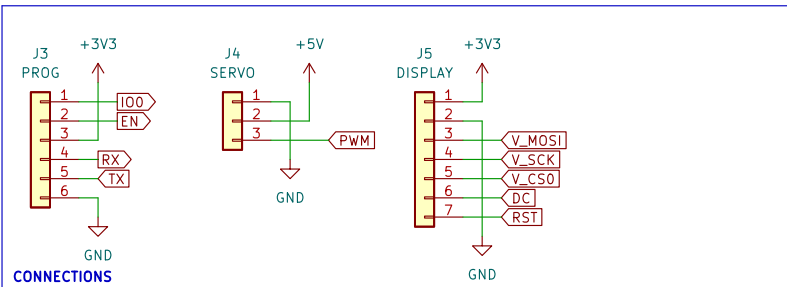 J3
PROG
+3V3
1
IO0
2
EN
3
4
RX
5
TX
6
GND
J4
SERVO
+5V
1
2
3
PWM
GND
J5
DISPLAY
+3V3
1
2
3
V_MOSI
4
V_SCK
5
V_CS0
6
DC
7
RST
GND
CONNECTIONS